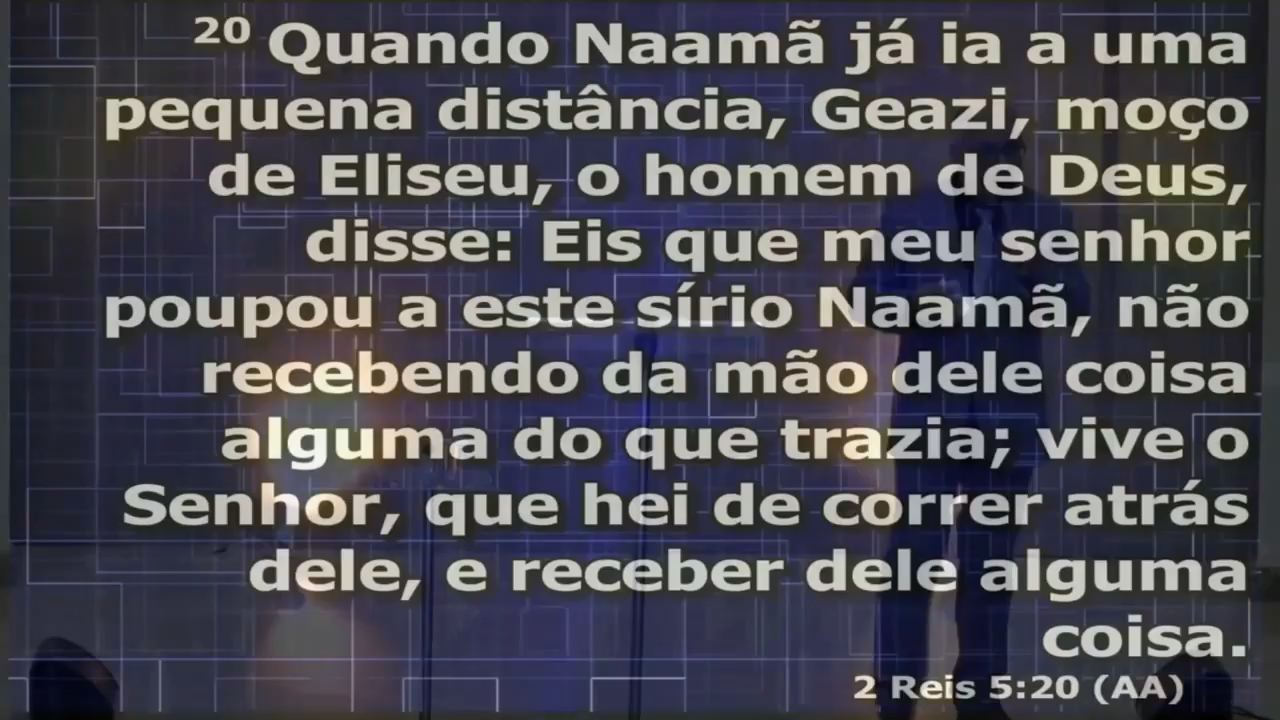 20 Quando Naamã já ia a uma
pequena distância, Geazi, moço
de Eliseu, o homem de Deus,
disse: Eis que meu senhor
poupou a este sírio Naamã, não
recebendo da mão dele coisa
alguma do que trazia; vive o
Senhor, que hei de correr atrás
dele, e receber dele alguma
coisa.
2 Reis 5:20 (AA)